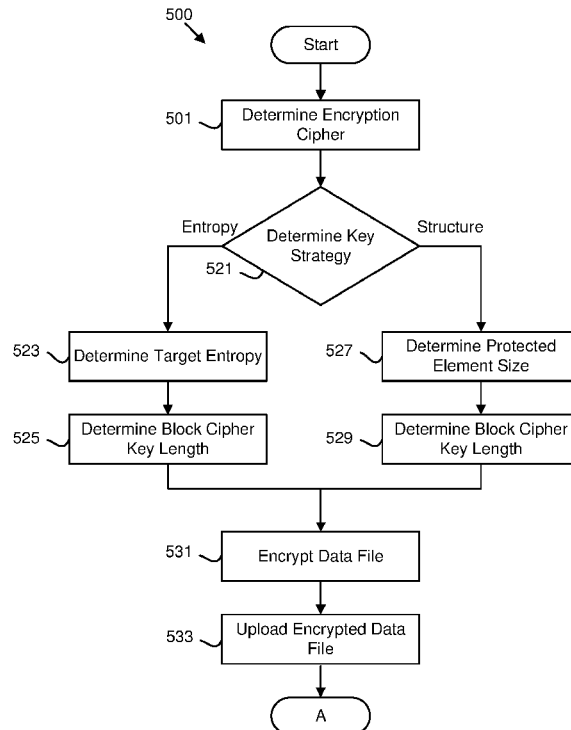 500
Start
501
Determine Encryption
Cipher
Entropy
Structure
Determine Key
Strategy
521
523
Determine Target Entropy
527
Determine Protected
Element Size
525
Determine Block Cipher
Key Length
529
Determine Block Cipher
Key Length
531
Encrypt Data File
533
Upload Encrypted Data
File
A